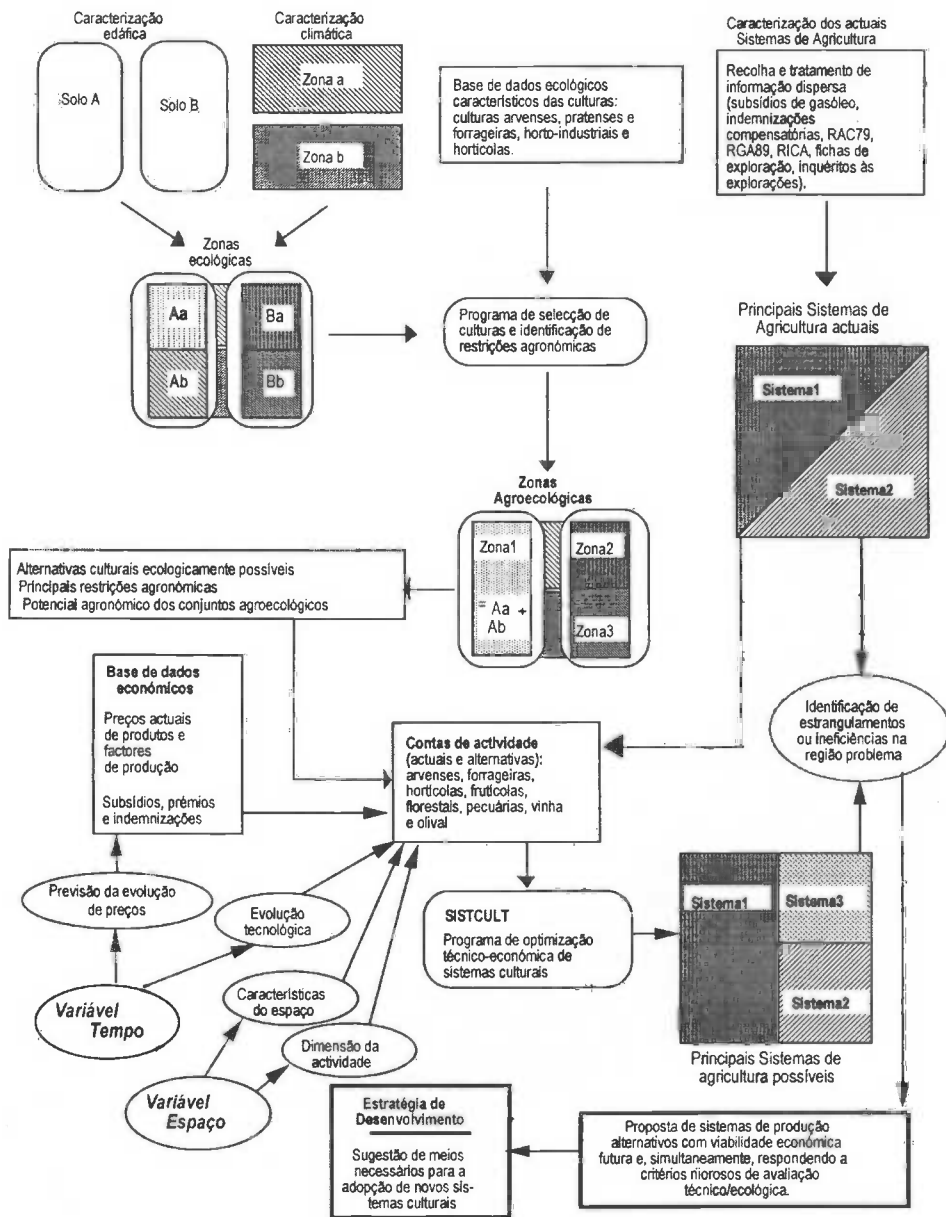 Caracterização
edáfica
Solo A
Solo B
Caracterização
climática
Zona a
Zona b
Base de dados ecológicos
característicos das culturas:
culturas arvenses, pratenses e
forrageiras, horto-industriais e
hortícolas.
Caracterização dos actuais
Sistemas de Agricultura
Recolha e tratamento de
informação dispersa
(subsídios de gasóleo,
indemnizações
compensatórias, RAC79,
RGA89, RICA, fichas de
exploração, inquéritos às
explorações).
Zonas
ecológicas
Aa
Ba
Ab
Bb
Programa de selecção de
culturas e identificação de
restrições agronómicas
Principais Sistemas de
Agricultura actuais
Sistema1
Sistema2
Zonas
Agroecológicas
Zona1
= Aa +
Ab
Zona2
Zona3
Alternativas culturais ecologicamente possíveis
Principais restrições agronómicas
Potencial agronómico dos conjuntos agroecológicos
Base de dados
económicos
Preços actuais
de produtos e
factores
de produção
Subsídios, prémios
e indemnizações
Contas de actividade
(actuais e alternativas):
arvenses, forrageiras,
hortícolas, frutícolas,
florestais, pecuárias, vinha
e olival
Identificação de
estrangulamentos
ou ineficiências na
região problema
Previsão da evolução
de preços
Evolução
tecnológica
SISTCULT
Programa de optimização
técnico-económica de
sistemas culturais
Sistema1
Sistema3
Sistema2
Principais Sistemas de
agricultura possíveis
Variável
Tempo
Características
do espaço
Dimensão da
actividade
Variável
Espaço
Estratégia de
Desenvolvimento
Sugestão de meios
necessários para a
adopção de novos sis-
temas culturais
Proposta de sistemas de produção
alternativos com viabilidade económica
futura e, simultaneamente, respondendo a
critérios niorosos de avaliação
técnico/ecológica.